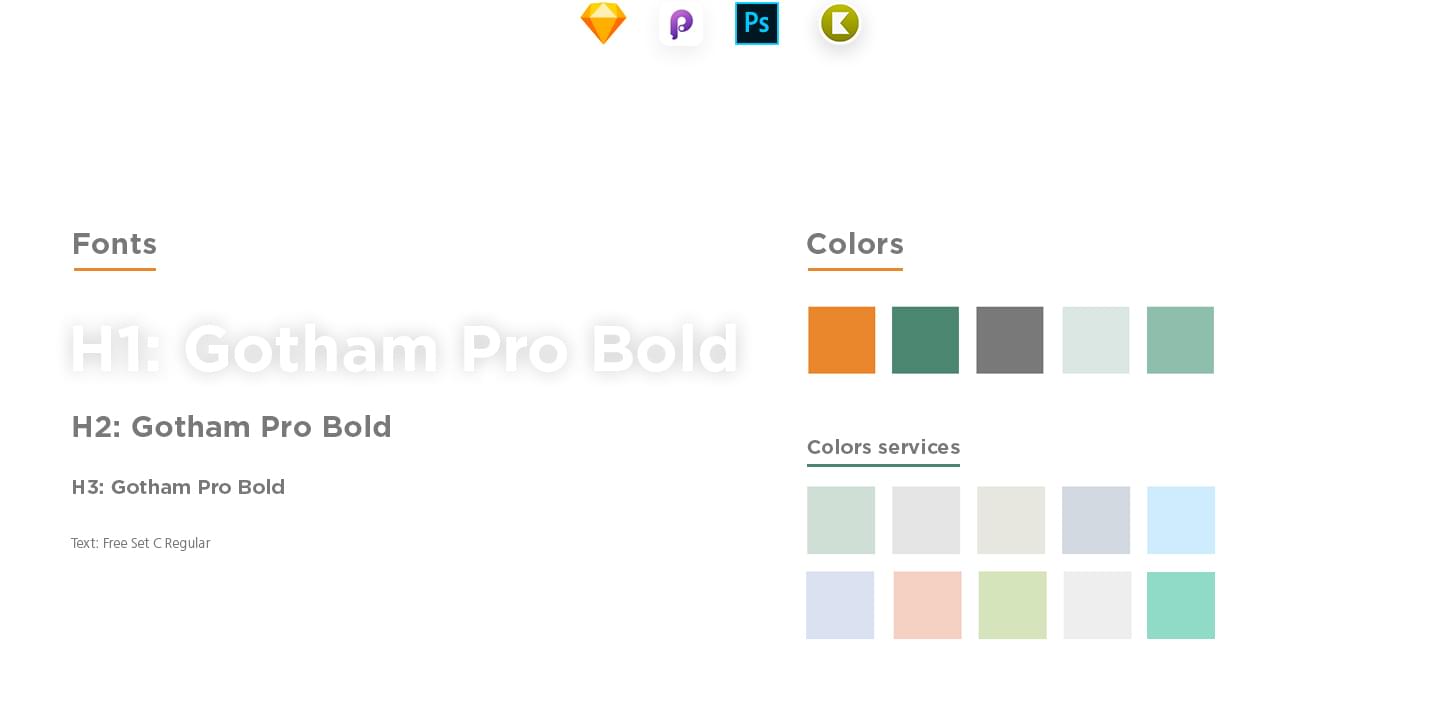 Ps
Fonts
H1: Gotham Pro Bold
H2: Gotham Pro Bold
H3: Gotham Pro Bold
Text: Free Set C Regular
Colors
Colors services